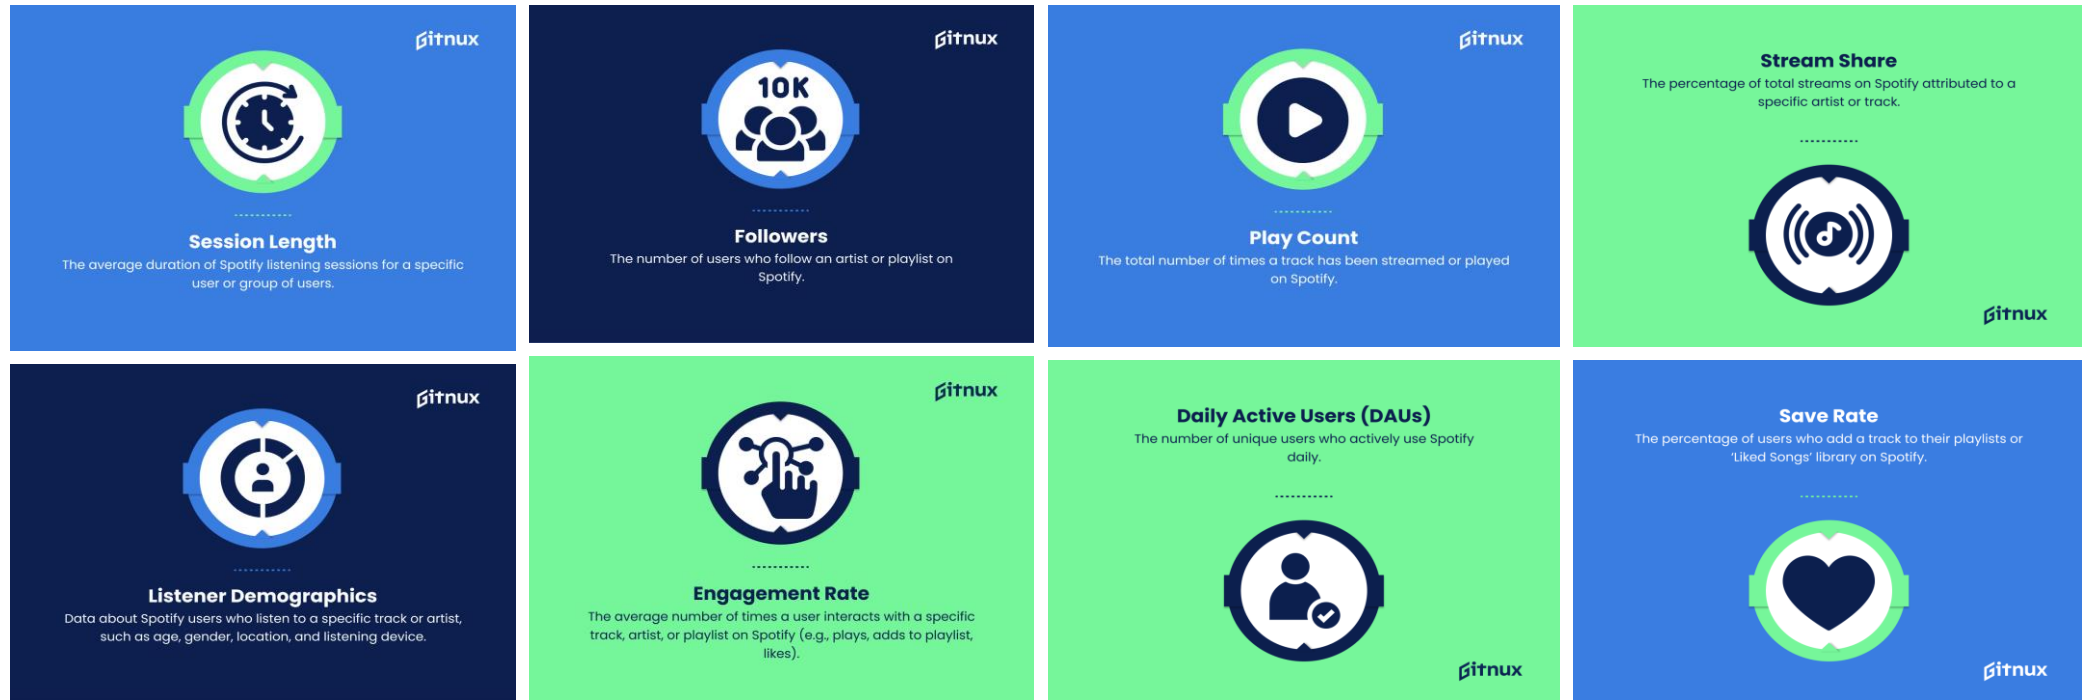 Gitnux
Session Length
The average duration of Spotify listening sessions for a specific
user or group of users.
Gitnux
10K
Followers
The number of users who follow an artist or playlist on
Spotify.
Gitnux
Play Count
The total number of times a track has been streamed or played
on Spotify.
Stream Share
The percentage of total streams on Spotify attributed to a
specific artist or track.
Gitnux
Gitnux
Listener Demographics
Data about Spotify users who listen to a specific track or artist,
such as age, gender, location, and listening device.
Gitnux
Engagement Rate
The average number of times a user interacts with a specific
track, artist, or playlist on Spotify (e.g., plays, adds to playlist,
likes).
Daily Active Users (DAUs)
The number of unique users who actively use Spotify
daily.
Gitnux
Save Rate
The percentage of users who add a track to their playlists or
‘Liked Songs’ library on Spotify.
Gitnux